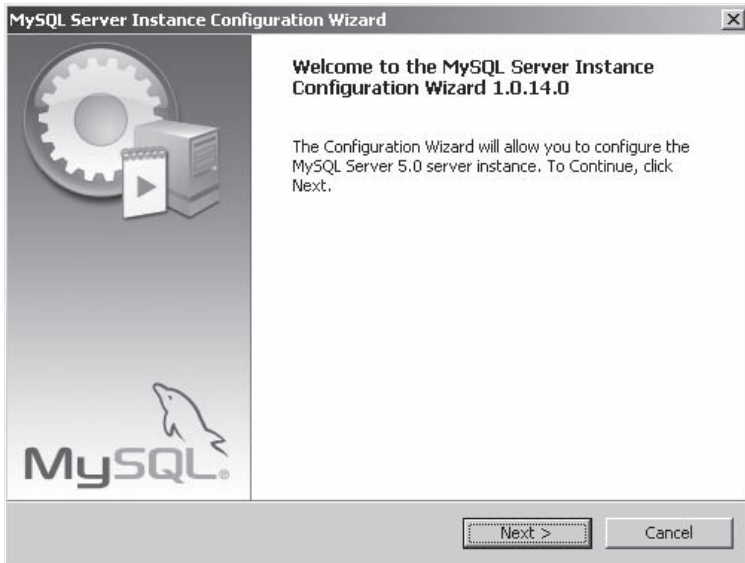 MySQL Server Instance Configuration Wizard
Welcome to the MySQL Server Instance
Configuration Wizard 1.0.14.0
The Configuration Wizard will allow you to configure the
MySQL Server 5.0 server instance. To Continue, click
Next.
MySQL®
Next >
Cancel